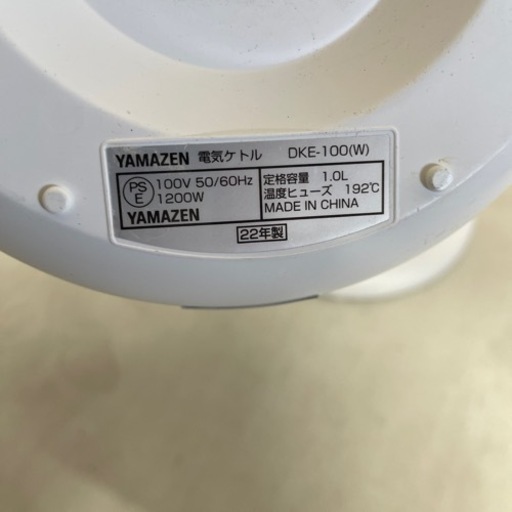 YAMAZEN 電気ケトル DKE-100(W)
PS E 100V 50/60Hz 1200W
YAMAZEN
定格容量 1.0L
温度ヒューズ 192℃
MADE IN CHINA
22年製